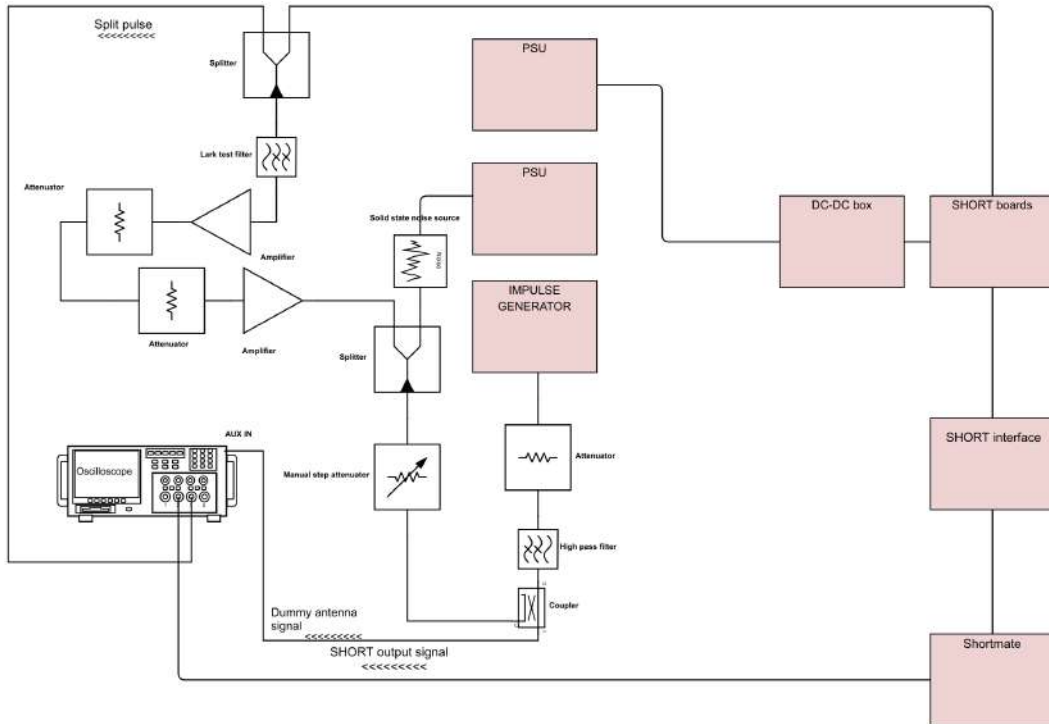 Split pulse
<<<<<<<<<
Splitter
PSU
Lark test filter
Attenuator
PSU
Solid state noise source
DC-DC box
SHORT boards
Amplifier
Noise
IMPULSE
GENERATOR
Attenuator
Amplifier
Splitter
AUX IN
Oscilloscope
Manual step attenuator
Attenuator
SHORT interface
High pass filter
Coupler
Dummy antenna
signal
<<<<<<<<<
SHORT output signal
<<<<<<<<<
Shortmate